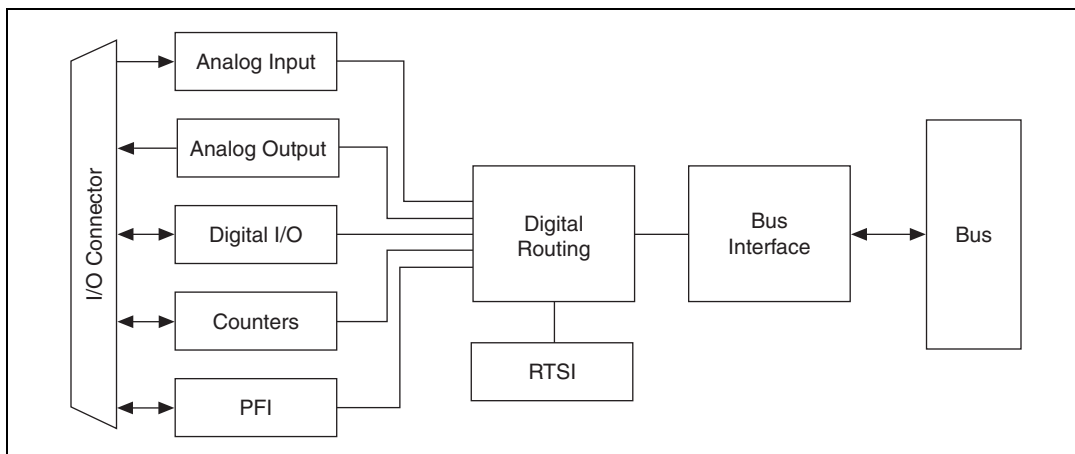 I/O Connector
Analog Input
Analog Output
Digital I/O
Counters
PFI
Digital
Routing
RTSI
Bus
Interface
Bus